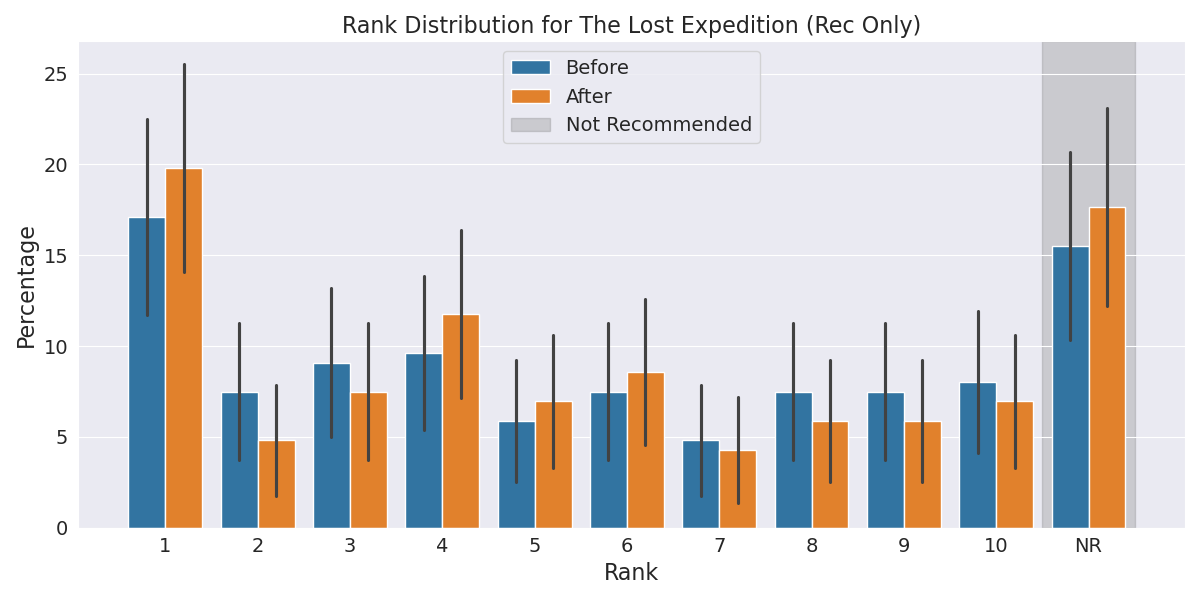 Rank Distribution for The Lost Expedition (Rec Only)
Before
After
Not Recommended
Percentage
25
20
15
10
5
0
1 2 3 4 5 6 7 8 9 10 NR
Rank